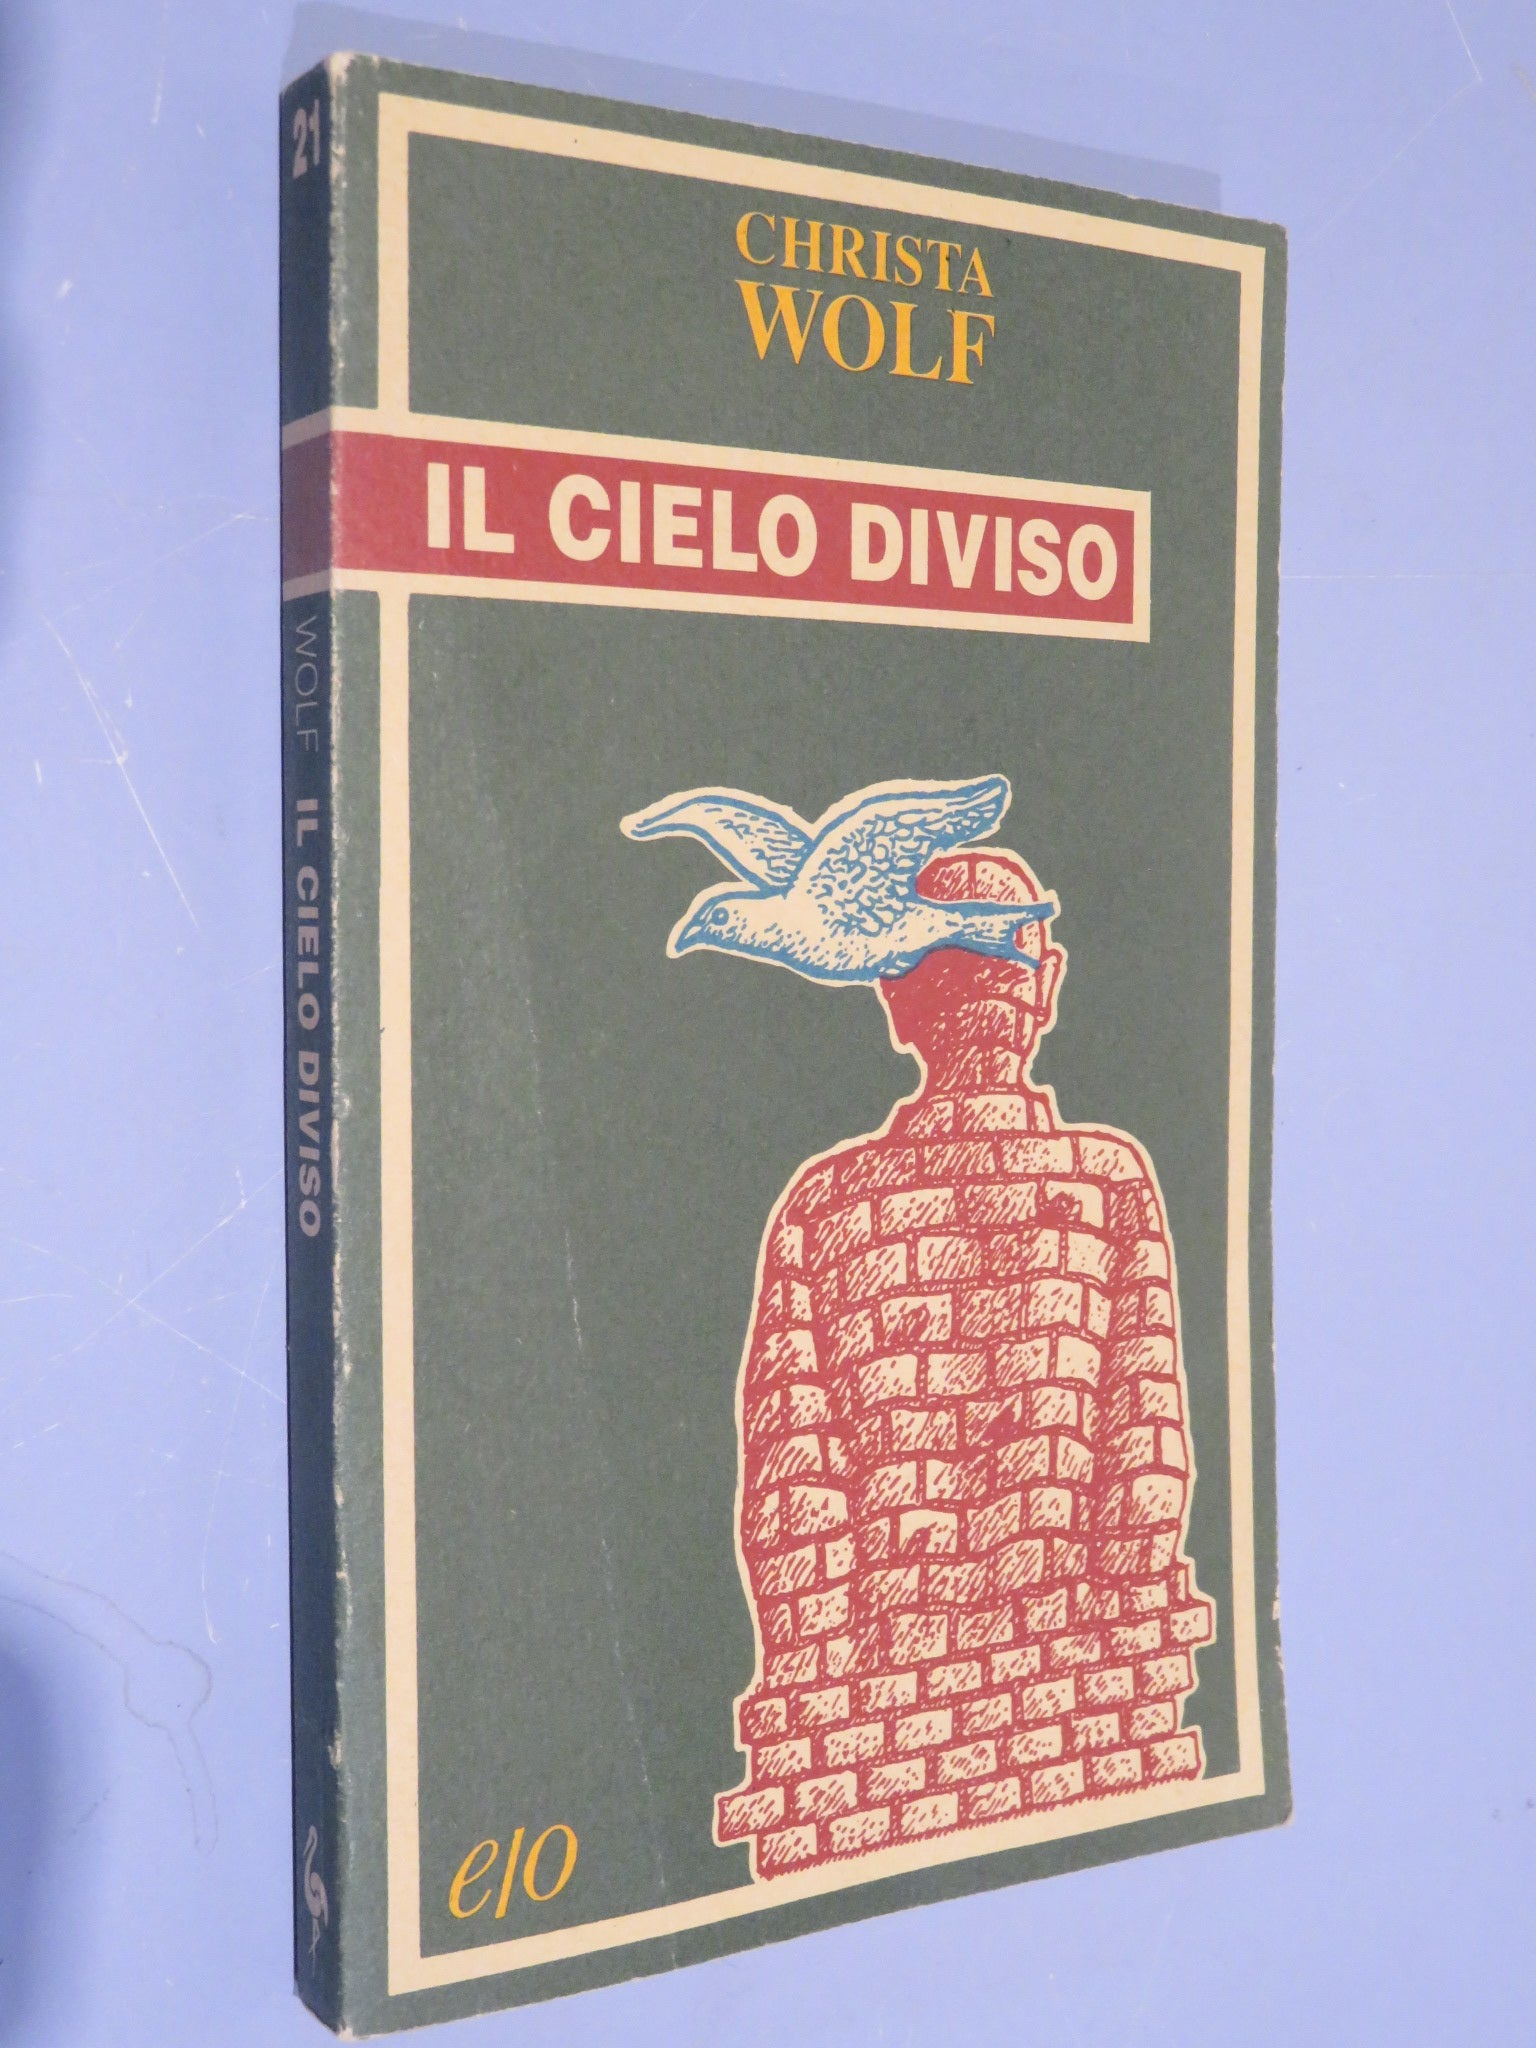 CHRISTA
WOLF
IL CIELO DIVISO
e/o
21
WOLF IL CIELO DIVISO